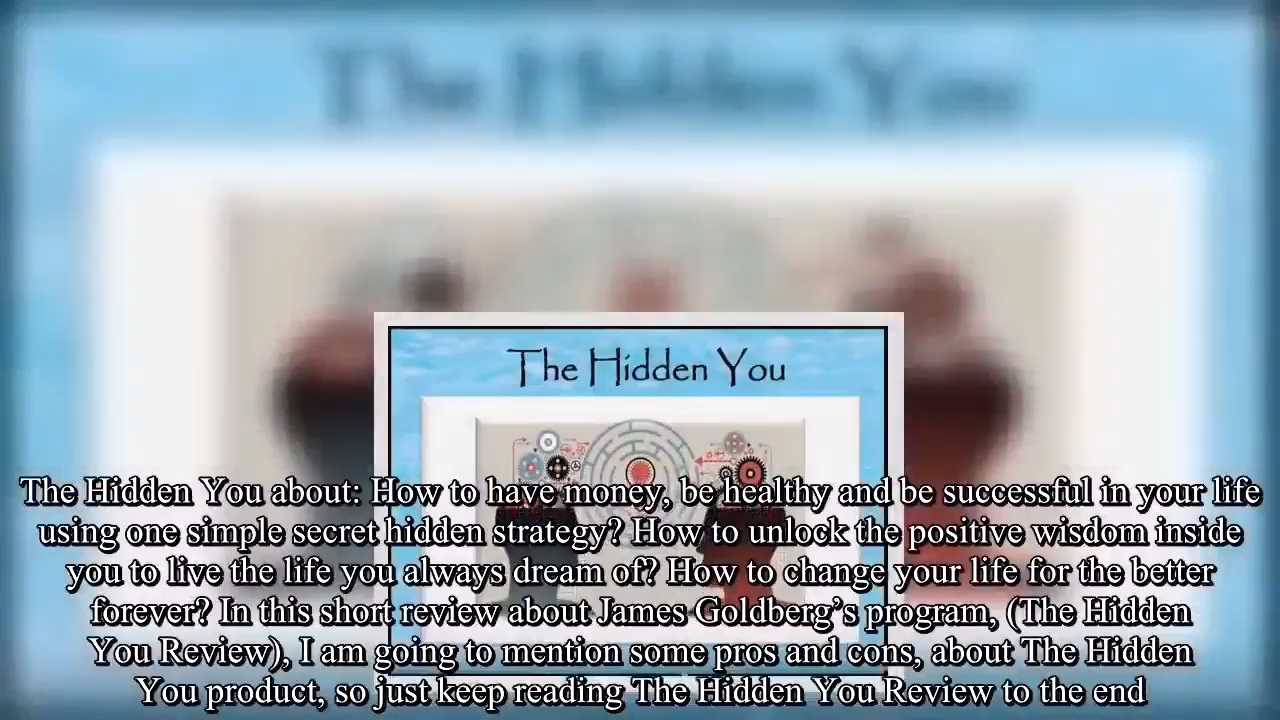 The Hidden You
The Hidden You
The Hidden You about: How to have money, be healthy and be successful in your life
using one simple secret hidden strategy? How to unlock the positive wisdom inside
you to live the life you always dream of? How to change your life for the better
forever? In this short review about James Goldberg’s program, (The Hidden
You Review), I am going to mention some pros and cons, about The Hidden
You product, so just keep reading The Hidden You Review to the end